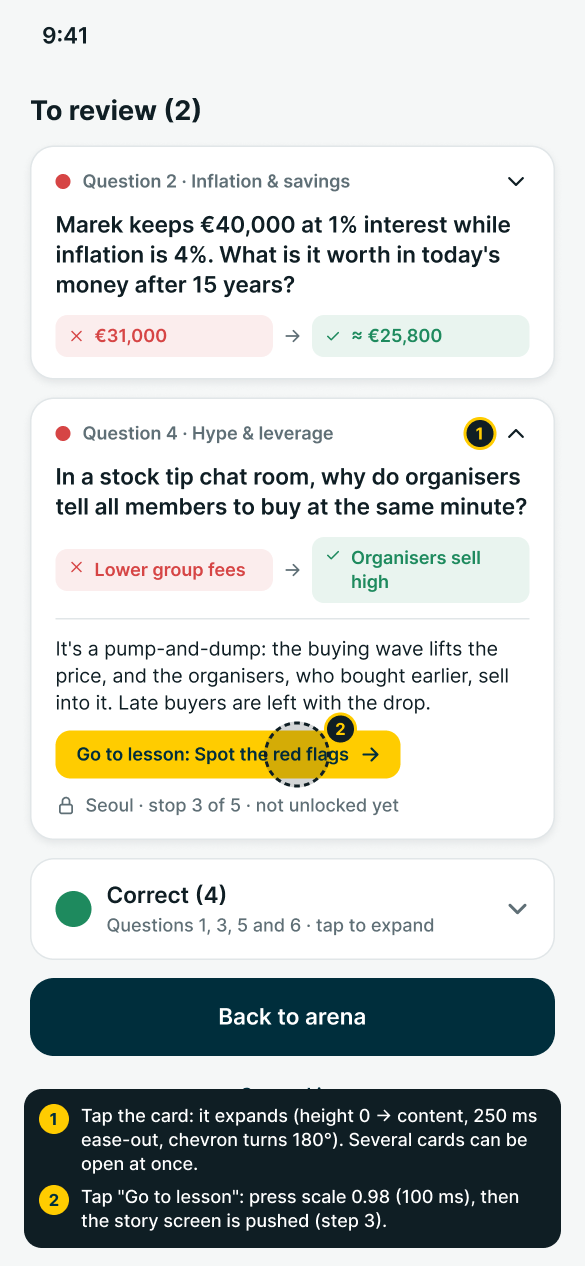 9:41
To review (2)
Question 2 · Inflation & savings
Marek keeps €40,000 at 1% interest while
inflation is 4%. What is it worth in today's
money after 15 years?
€31,000
→
≈ €25,800
Question 4 · Hype & leverage
1
In a stock tip chat room, why do organisers
tell all members to buy at the same minute?
Lower group fees
→
Organisers sell
high
It's a pump-and-dump: the buying wave lifts the
price, and the organisers, who bought earlier, sell
into it. Late buyers are left with the drop.
2
Go to lesson: Spot the red flags →
Seoul · stop 3 of 5 · not unlocked yet
Correct (4)
Questions 1, 3, 5 and 6 · tap to expand
Back to arena
1 Tap the card: it expands (height 0 → content, 250 ms
ease-out, chevron turns 180°). Several cards can be
open at once.
2 Tap "Go to lesson": press scale 0.98 (100 ms), then
the story screen is pushed (step 3).